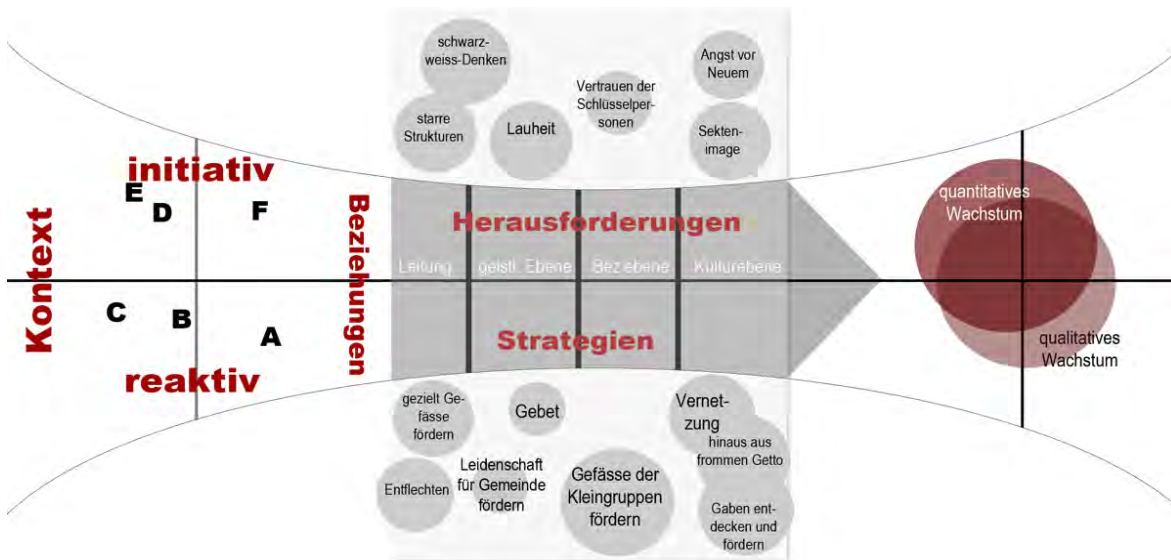 schwarz-
weiss-Denken
starre
Strukturen
Lauheit
Vertrauen der
Schlüsselper-
sonen
Angst vor
Neuem
Sekten-
image
Kontext
initiativ
E
D
F
C
B
A
reaktiv
Beziehungen
Herausforderungen
Leitung
geistl. Ebene
Bez.ebene
Kulturebene
Strategien
quantitatives
Wachstum
qualitatives
Wachstum
gezielt Ge-
fässe
fördern
Entflechten
Gebet
Leidenschaft
für Gemeinde
fördern
Gefässe der
Kleingruppen
fördern
Vernet-
zung
hinaus aus
frommen Getto
Gaben ent-
decken und
fördern